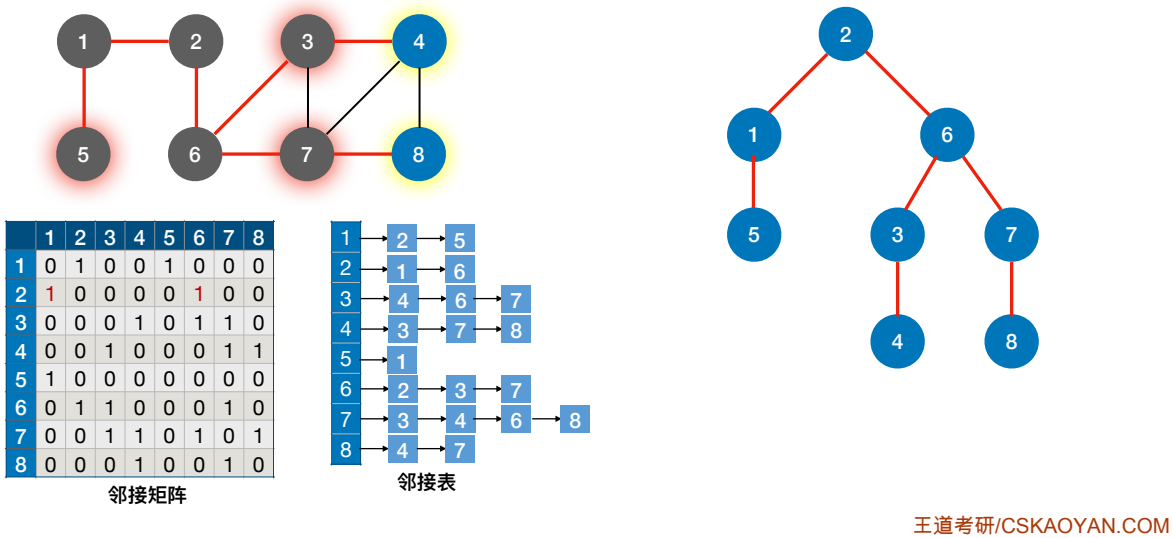 1 2 3 4
5 6 7 8
1 2 3 4 5 6 7 8
1 0 1 0 0 1 0 0 0
2 1 0 0 0 0 1 0 0
3 0 0 0 1 0 1 1 0
4 0 0 1 0 0 0 1 1
5 1 0 0 0 0 0 0 0
6 0 1 1 0 0 0 1 0
7 0 0 1 1 0 1 0 1
8 0 0 0 1 0 0 1 0
邻接矩阵
1 2 5
2 1 6
3 4 6 7
4 3 7 8
5 1
6 2 3 7
7 3 4 6 8
8 4 7
邻接表
2
1 6
5 3 7
4 8
王道考研/CSKAOYAN.COM